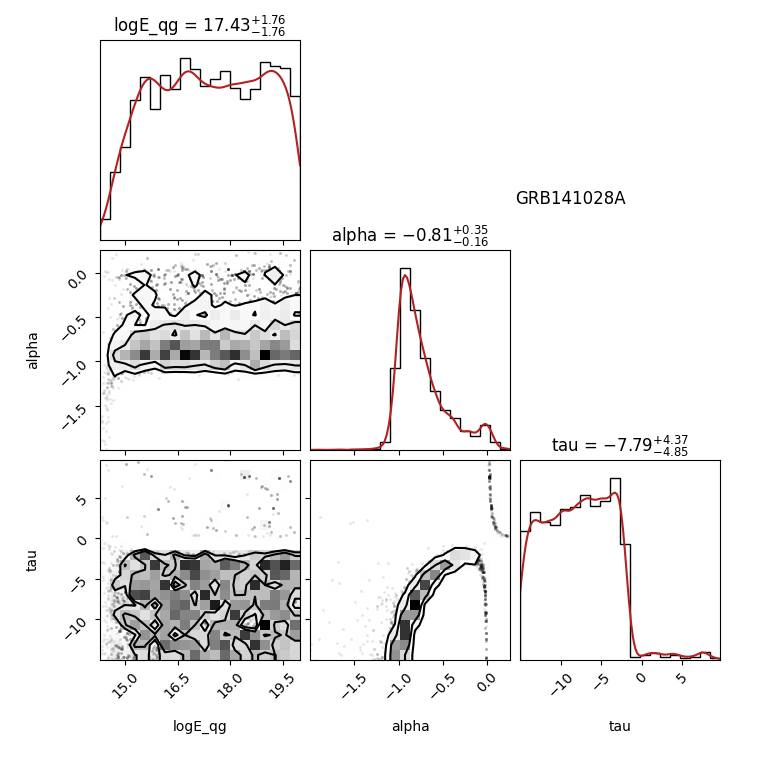 logE_qg = 17.43+1.76 −1.76
GRB141028A
alpha = −0.81+0.35 −0.16
0.0
−0.5
−1.0
−1.5
alpha
tau = −7.79+4.37 −4.85
5
0
−5
−10
tau
15.0 16.5 18.0 19.5
−1.5 −1.0 −0.5 0.0
−10 −5 0 5
logE_qg alpha tau